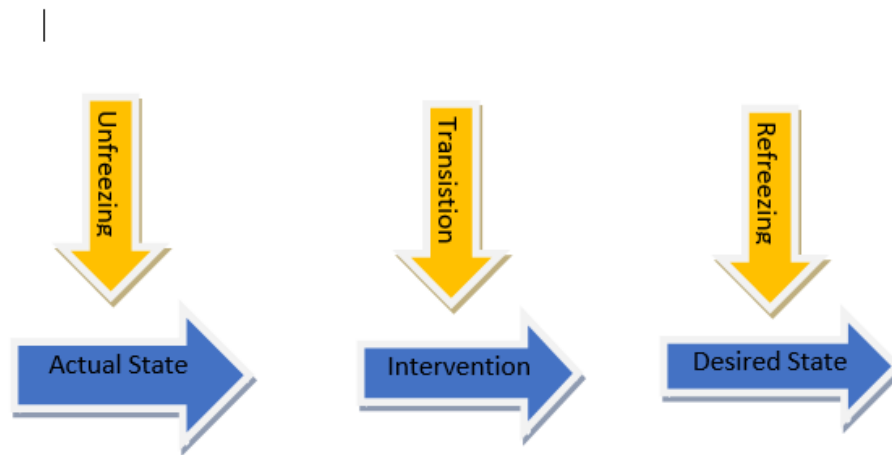 Unfreezing
Transistion
Refreezing
Actual State
Intervention
Desired State